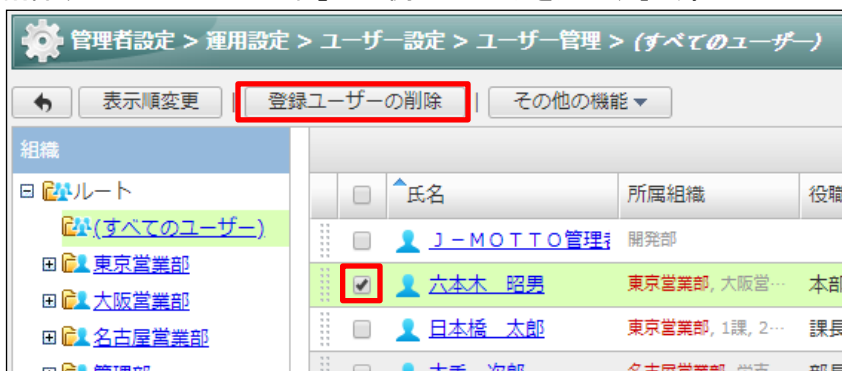 管理者設定 > 運用設定 > ユーザー設定 > ユーザー管理 > (すべてのユーザー)
表示順変更 | 登録ユーザーの削除 | その他の機能
組織
ルート
(すべてのユーザー)
東京営業部
大阪営業部
名古屋営業部
氏名 所属組織 役職
J-MOTTO管理者 開発部
六本木 昭男 東京営業部, 大阪営… 本部
日本橋 太郎 東京営業部, 1課, 2… 課長